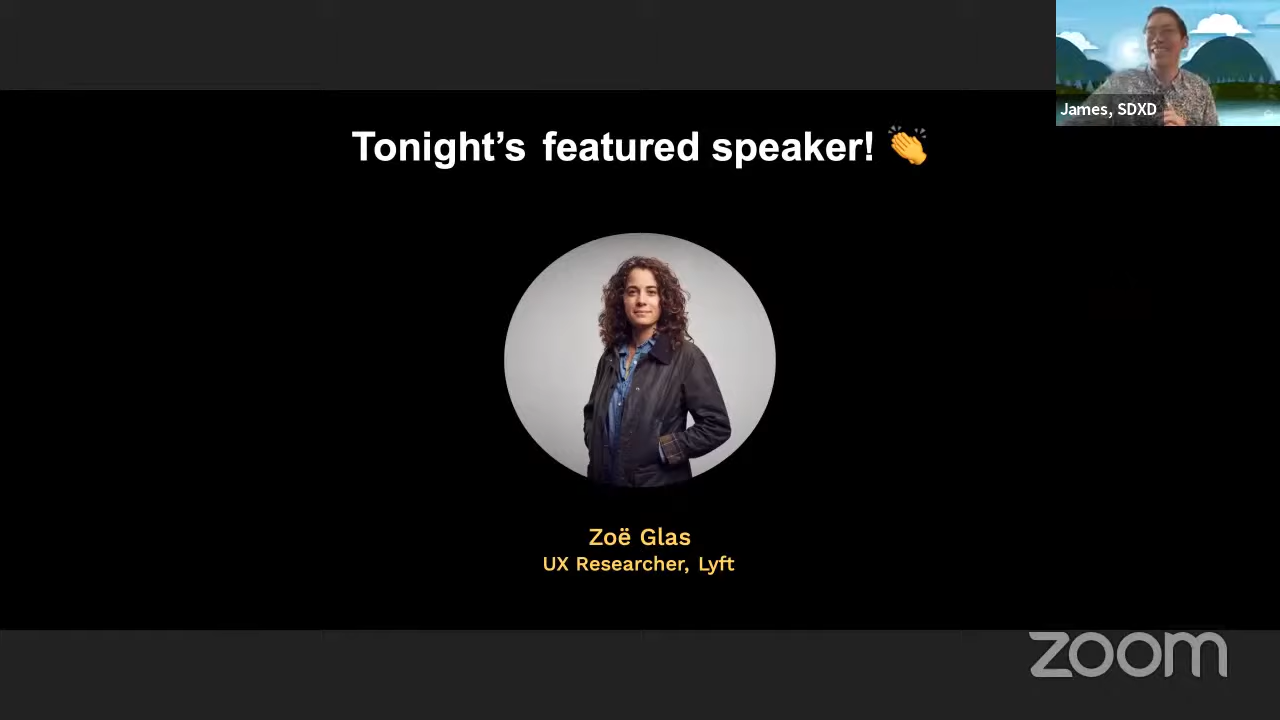 James, SDXD
Tonight's featured speaker! 👏
Zoë Glas
UX Researcher, Lyft
zoom